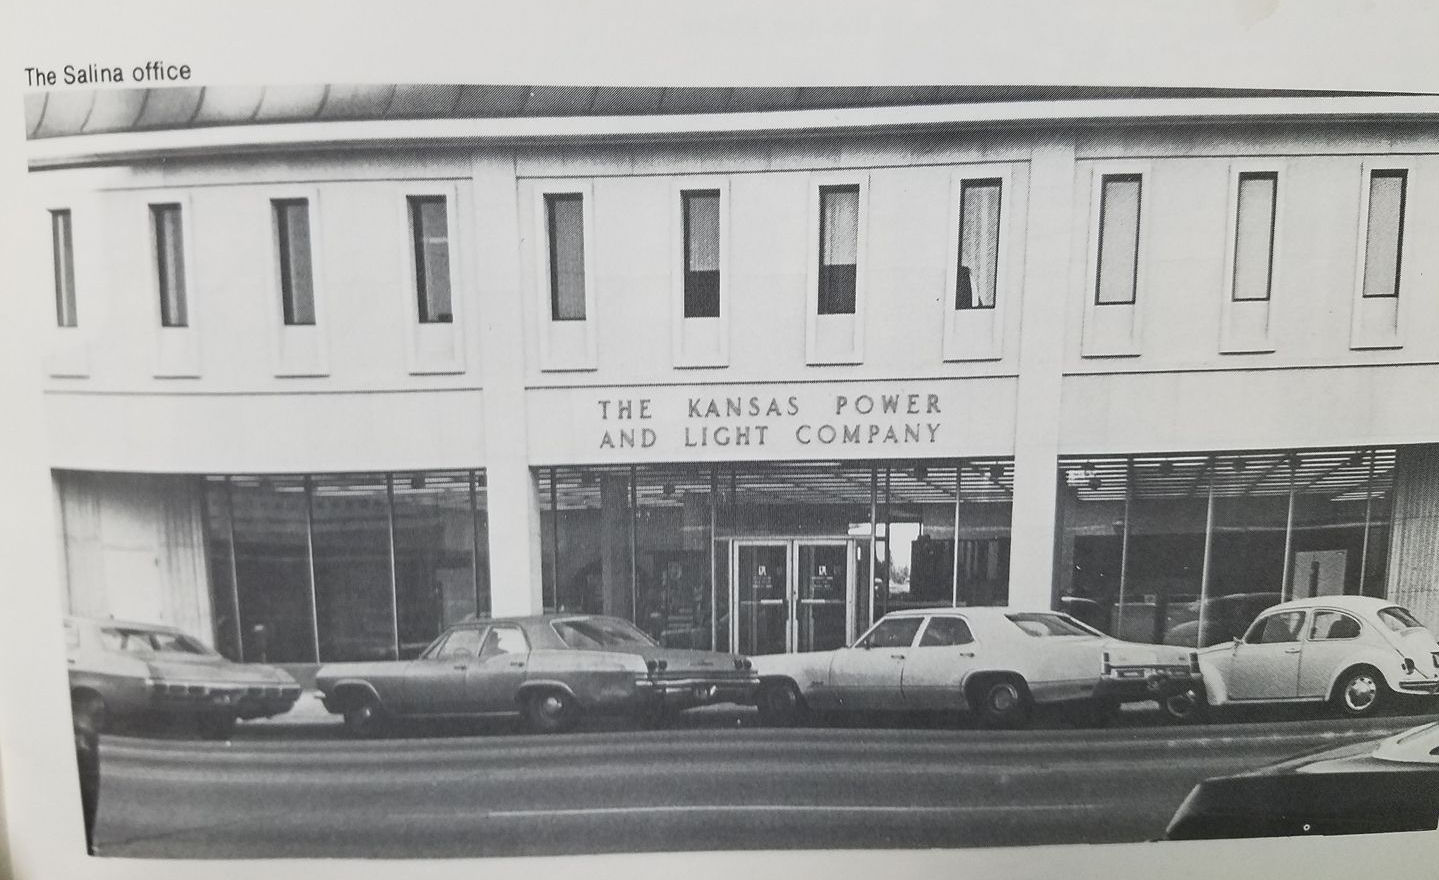 The Salina office
THE KANSAS POWER
AND LIGHT COMPANY